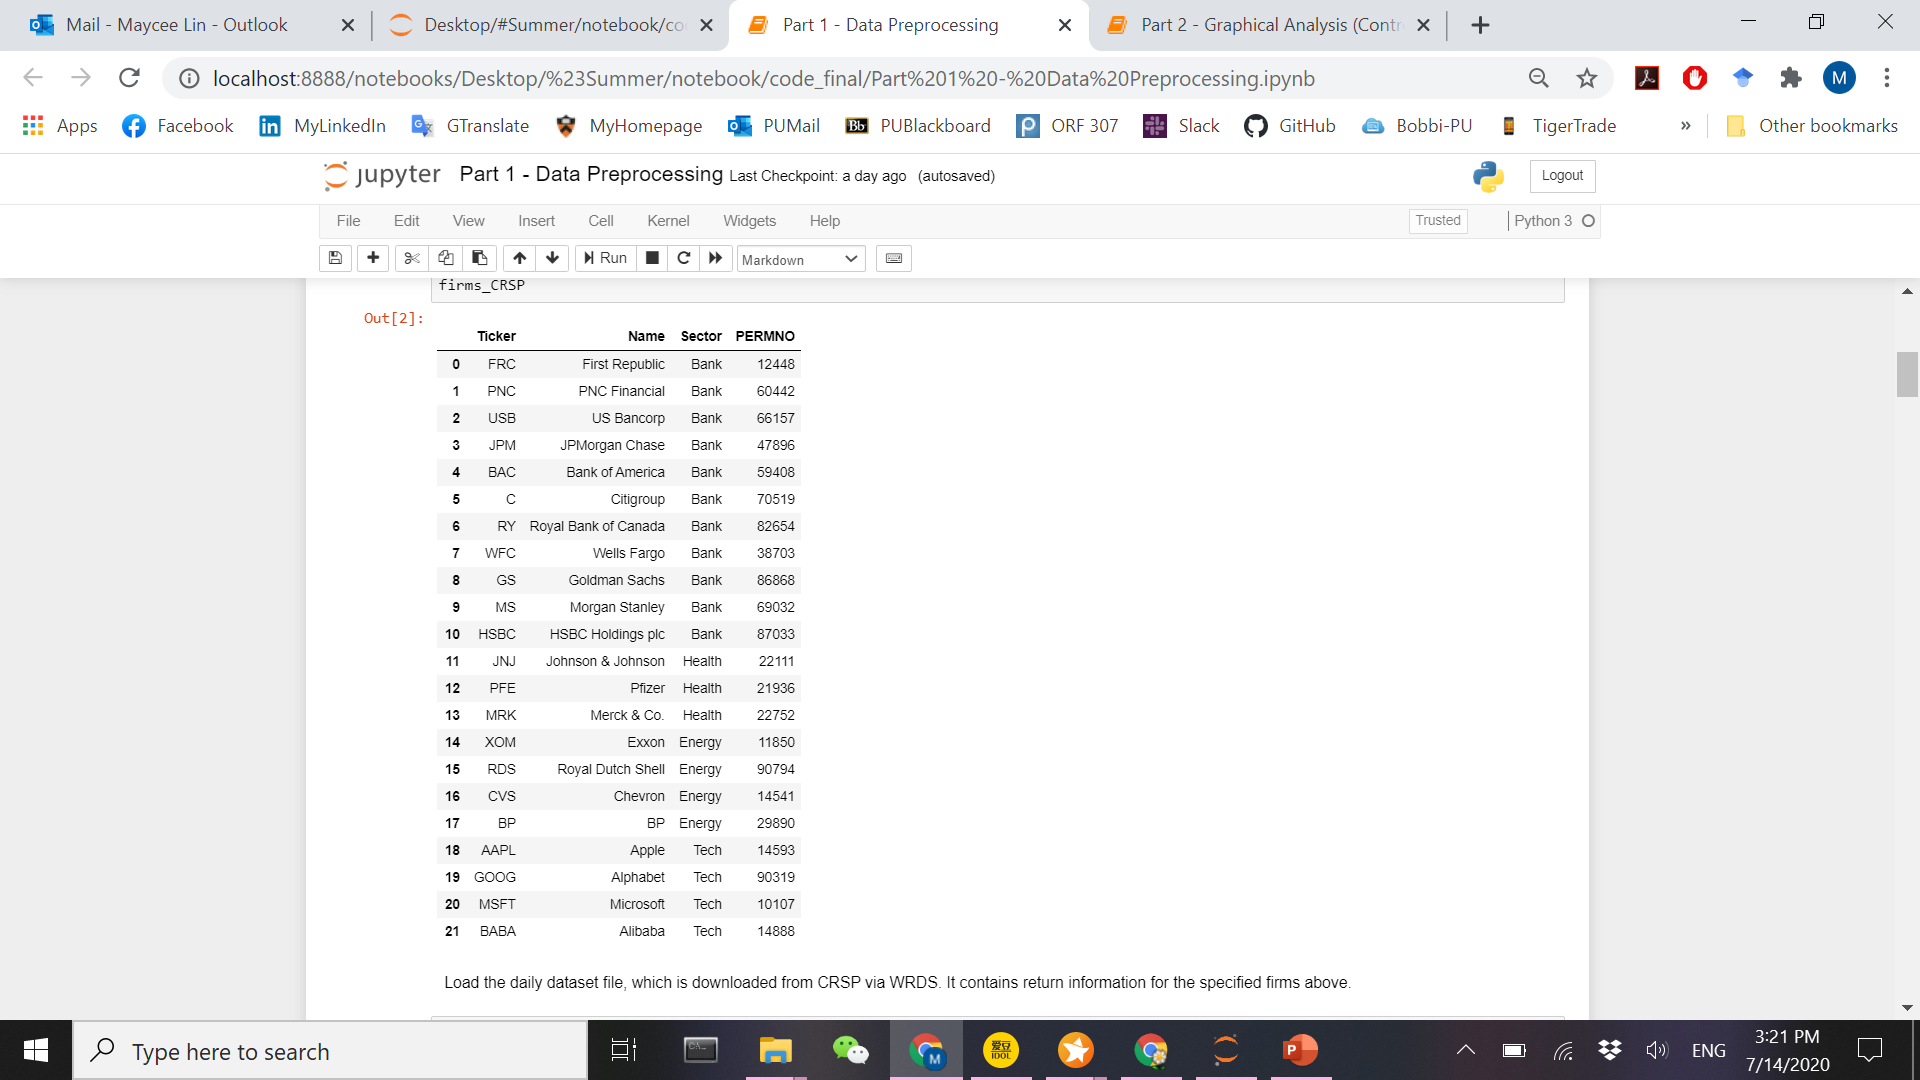 Mail - Maycee Lin - Outlook
Desktop/#Summer/notebook/co
Part 1 - Data Preprocessing
Part 2 - Graphical Analysis (Contr
localhost:8888/notebooks/Desktop/%23Summer/notebook/code_final/Part%201%20-%20Data%20Preprocessing.ipynb
M
Apps Facebook MyLinkedIn GTranslate MyHomepage PUMail PUBlackboard ORF 307 Slack GitHub Bobbi-PU TigerTrade » Other bookmarks
jupyter Part 1 - Data Preprocessing Last Checkpoint: a day ago (autosaved) Logout
File Edit View Insert Cell Kernel Widgets Help Trusted Python 3
Run Markdown
firms_CRSP
Out[2]:
Ticker Name Sector PERMNO
0 FRC First Republic Bank 12448
1 PNC PNC Financial Bank 60442
2 USB US Bancorp Bank 66157
3 JPM JPMorgan Chase Bank 47896
4 BAC Bank of America Bank 59408
5 C Citigroup Bank 70519
6 RY Royal Bank of Canada Bank 82654
7 WFC Wells Fargo Bank 38703
8 GS Goldman Sachs Bank 86868
9 MS Morgan Stanley Bank 69032
10 HSBC HSBC Holdings plc Bank 87033
11 JNJ Johnson & Johnson Health 22111
12 PFE Pfizer Health 21936
13 MRK Merck & Co. Health 22752
14 XOM Exxon Energy 11850
15 RDS Royal Dutch Shell Energy 90794
16 CVS Chevron Energy 14541
17 BP BP Energy 29890
18 AAPL Apple Tech 14593
19 GOOG Alphabet Tech 90319
20 MSFT Microsoft Tech 10107
21 BABA Alibaba Tech 14888
Load the daily dataset file, which is downloaded from CRSP via WRDS. It contains return information for the specified firms above.
Type here to search
爱豆
IDOL
ENG
3:21 PM
7/14/2020